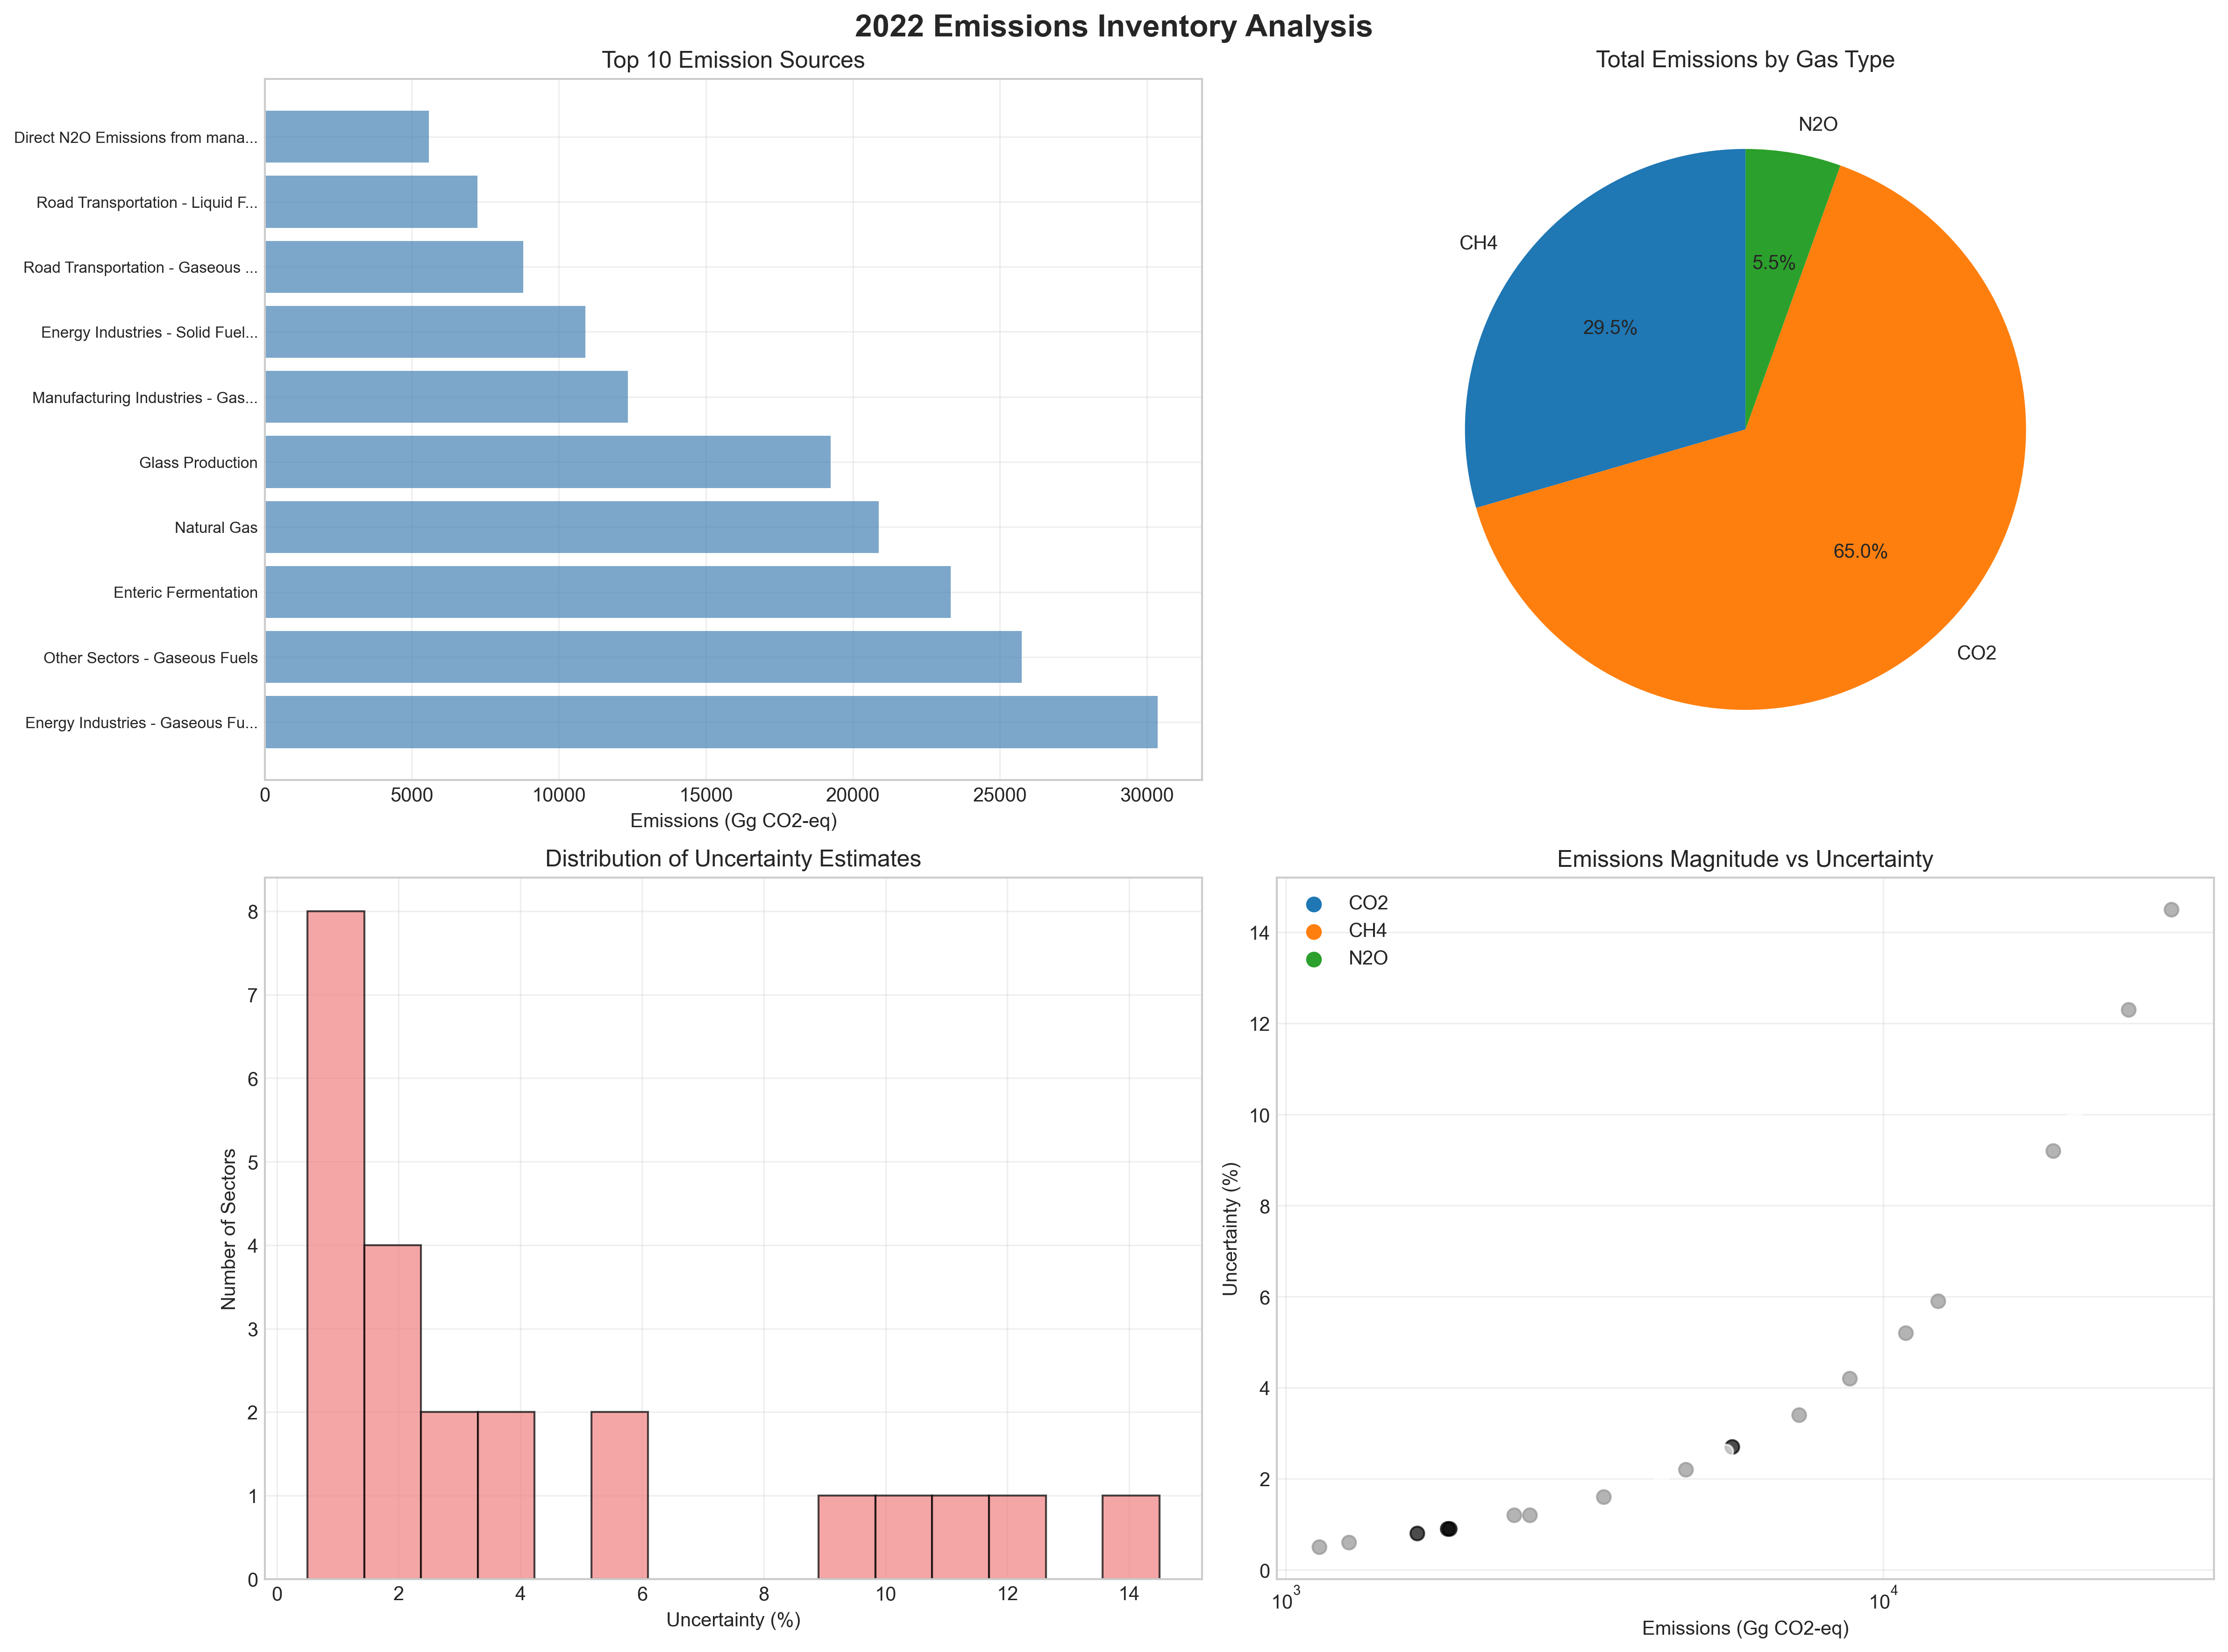 2022 Emissions Inventory Analysis
Top 10 Emission Sources
Direct N2O Emissions from mana...
Road Transportation - Liquid F...
Road Transportation - Gaseous ...
Energy Industries - Solid Fuel...
Manufacturing Industries - Gas...
Glass Production
Natural Gas
Enteric Fermentation
Other Sectors - Gaseous Fuels
Energy Industries - Gaseous Fu...
0 5000 10000 15000 20000 25000 30000
Emissions (Gg CO2-eq)
Total Emissions by Gas Type
N2O
CH4
5.5%
29.5%
65.0%
CO2
Distribution of Uncertainty Estimates
8
7
6
5
4
3
2
1
0
Number of Sectors
0 2 4 6 8 10 12 14
Uncertainty (%)
Emissions Magnitude vs Uncertainty
CO2
CH4
N2O
14
12
10
8
6
4
2
0
Uncertainty (%)
10³ 10⁴
Emissions (Gg CO2-eq)